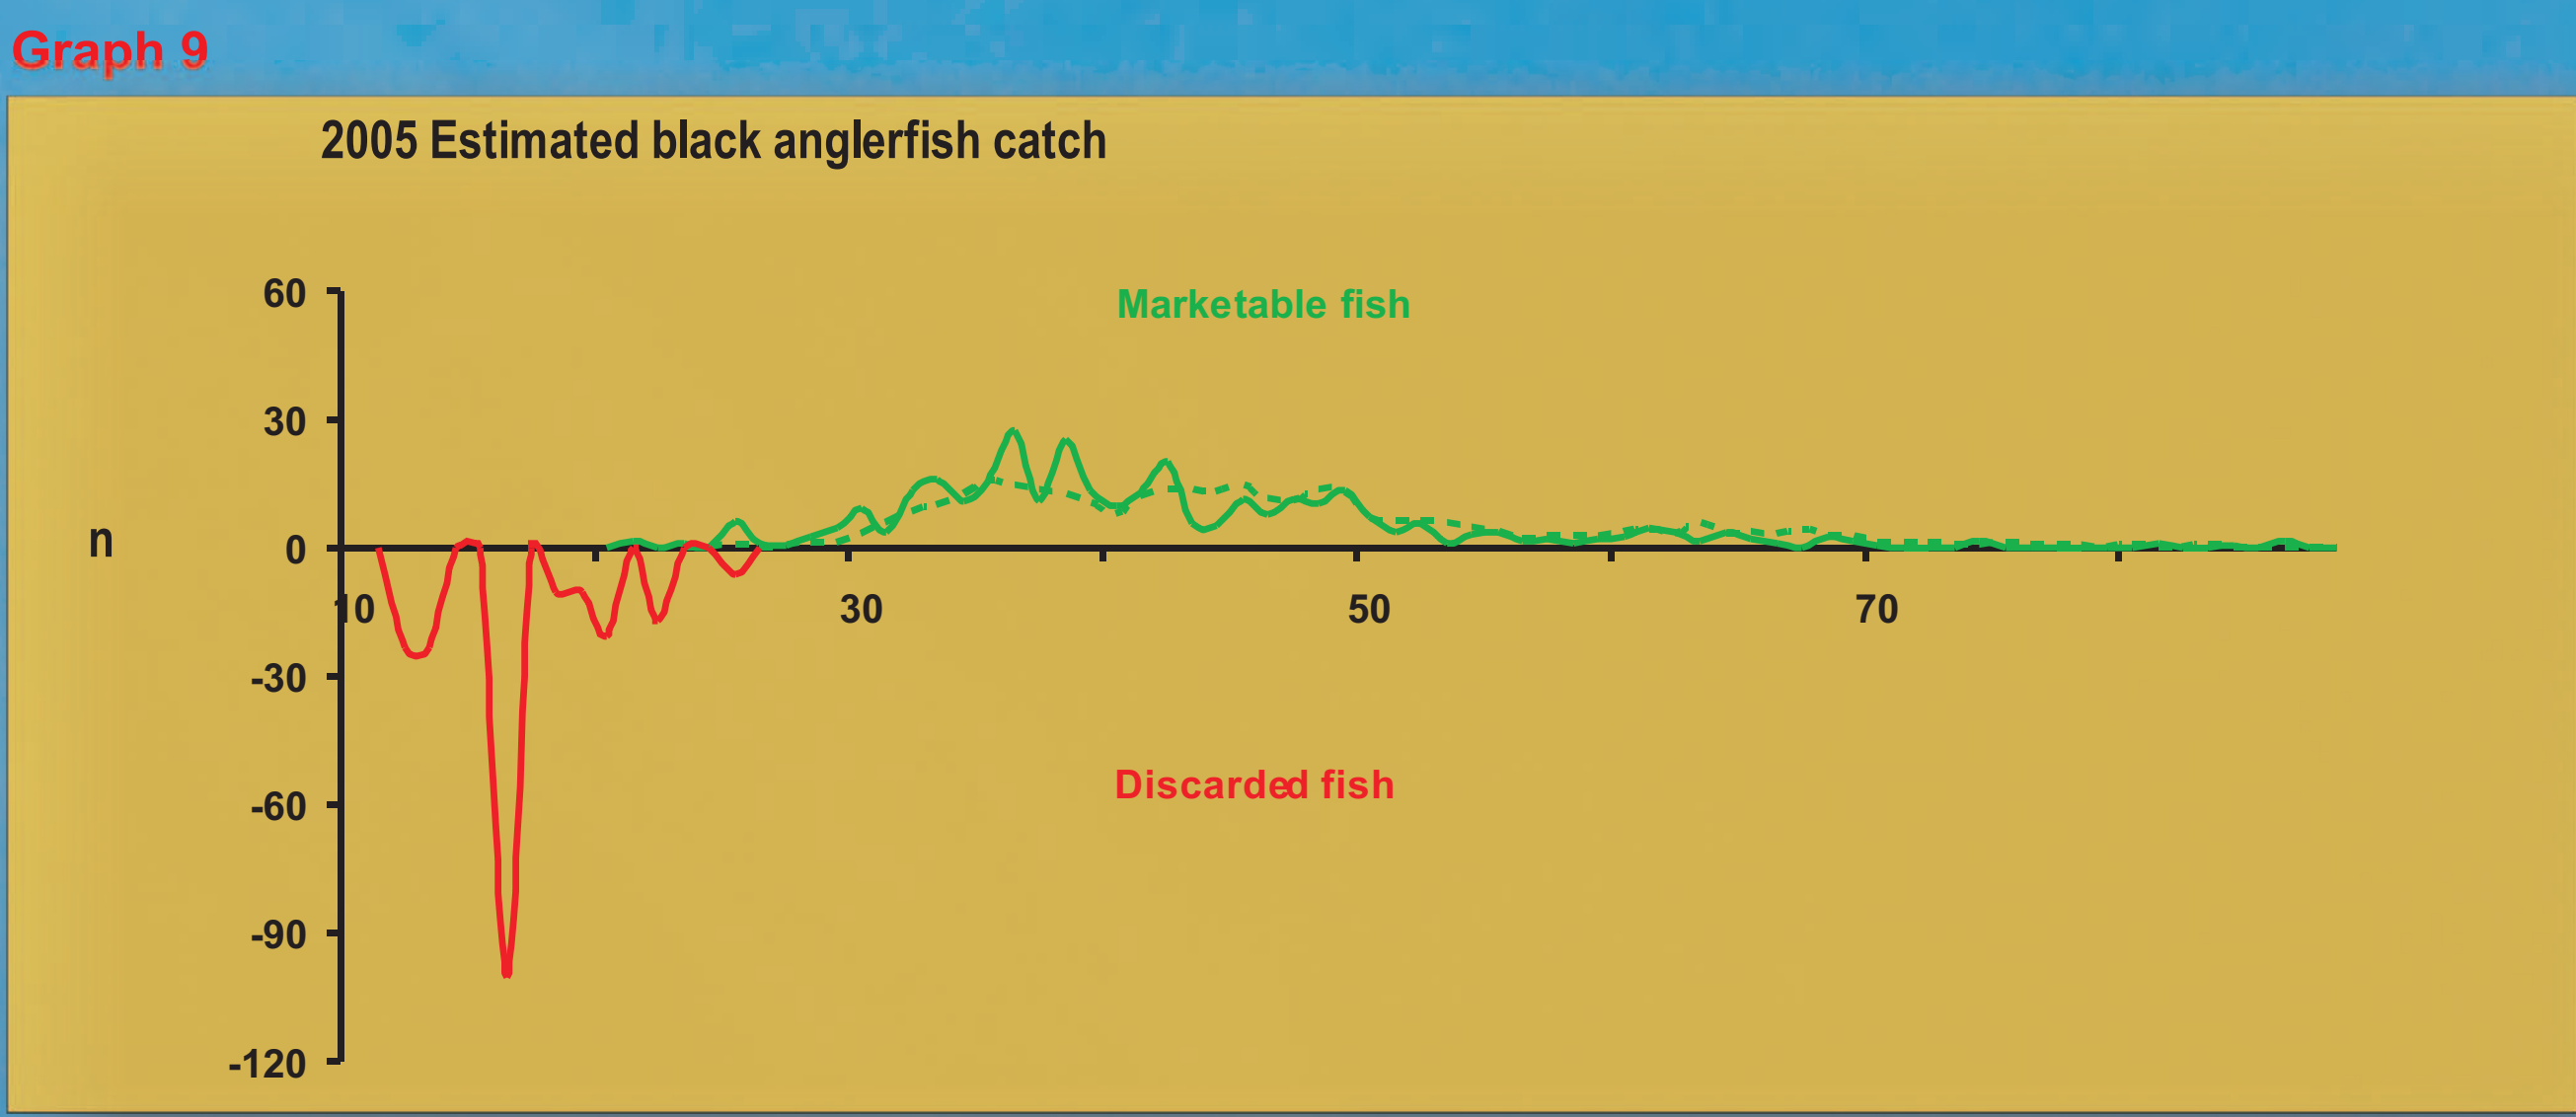 Graph 9
2005 Estimated black anglerfish catch
60
Marketable fish
30
n
0
10 30 50 70
-30
-60
Discarded fish
-90
-120